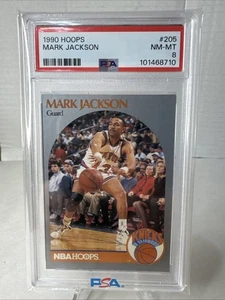 1990 HOOPS #205
MARK JACKSON NM-MT
8
PSA 101468710
MARK JACKSON
Guard
NBA HOOPS
PSA